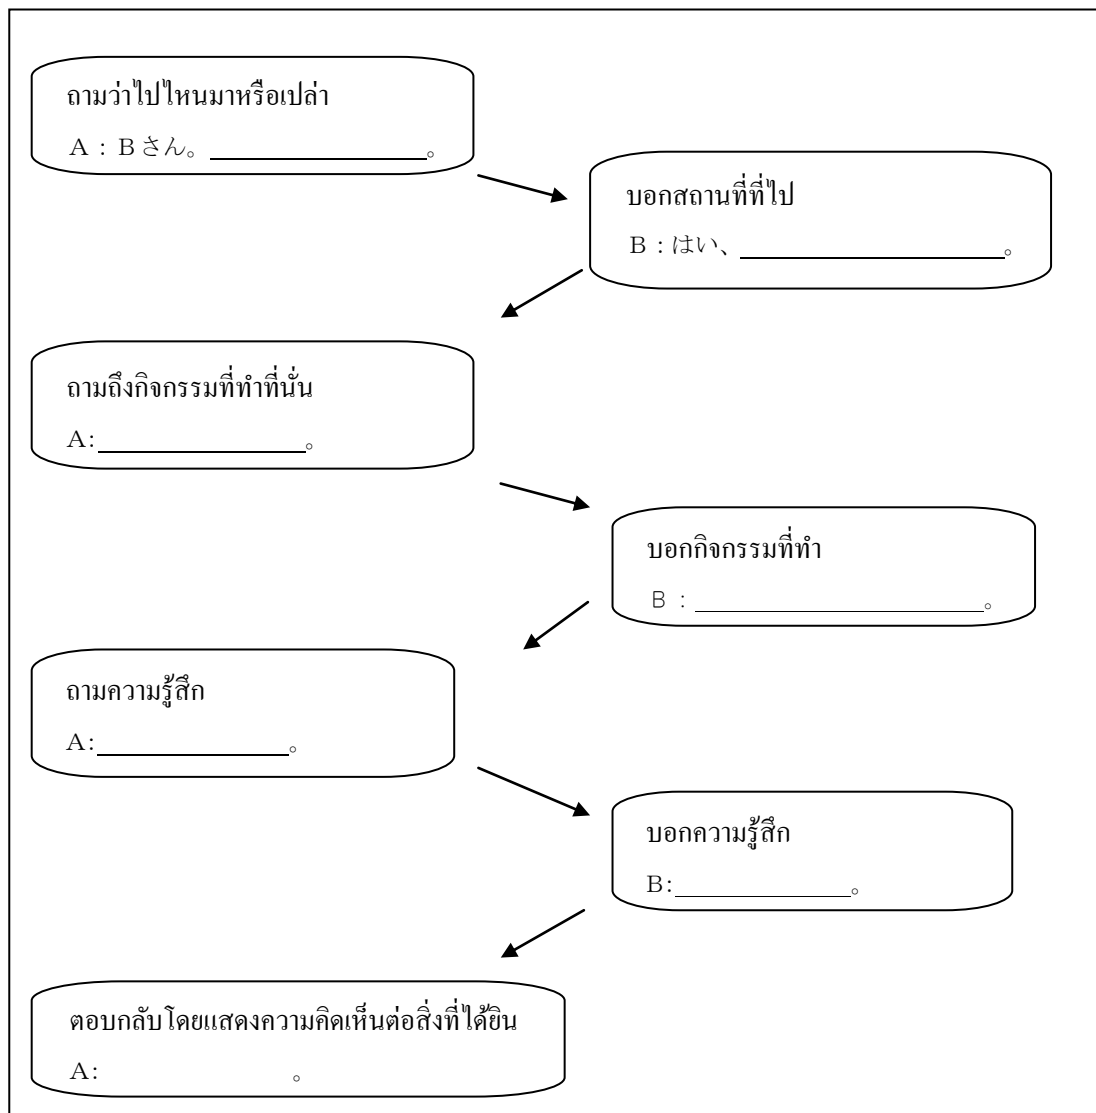 ถามว่าไปไหนมาหรือเปล่า
A : Bさん。____________________。
บอกสถานที่ที่ไป
B : はい、________________________。
ถามถึงกิจกรรมที่ทำที่นั่น
A:___________________。
บอกกิจกรรมที่ทำ
B : __________________________。
ถามความรู้สึก
A:_________________。
บอกความรู้สึก
B:________________。
ตอบกลับโดยแสดงความคิดเห็นต่อสิ่งที่ได้ยิน
A: 。